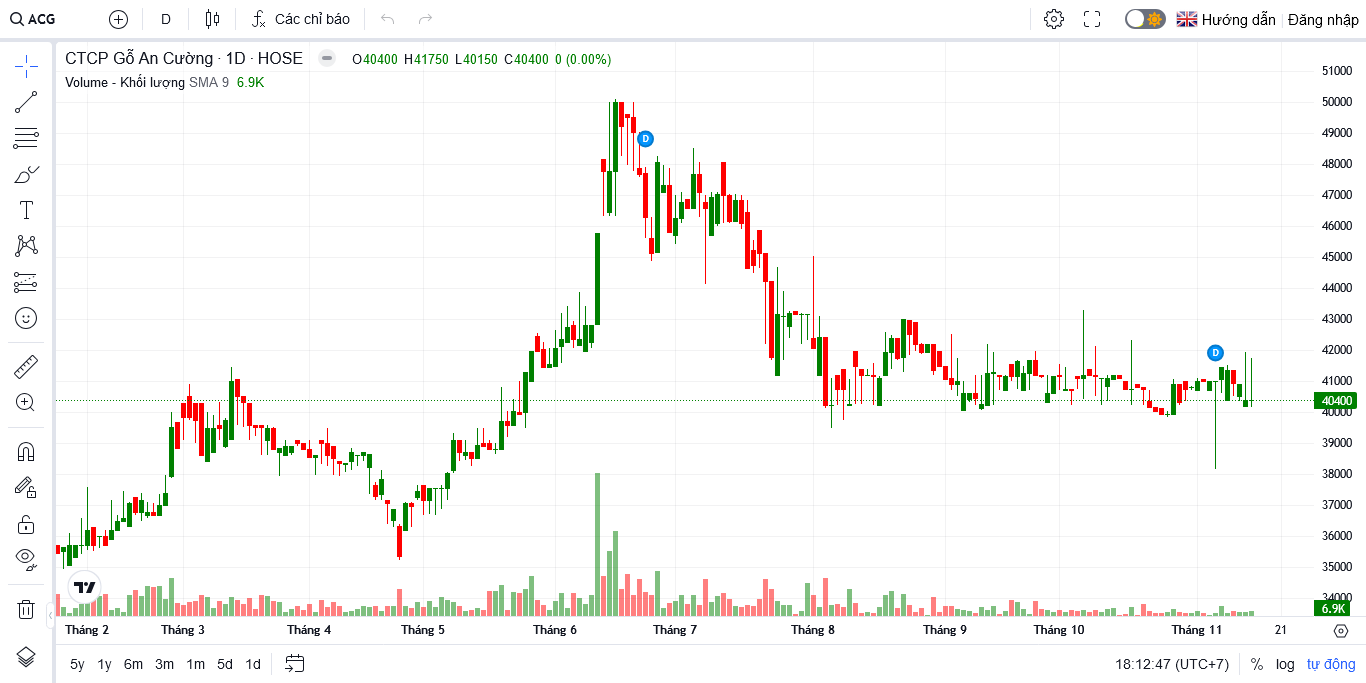 ACG D Các chỉ báo Hướng dẫn Đăng nhập
CTCP Gỗ An Cường · 1D · HOSE O40400 H41750 L40150 C40400 0 (0.00%)
Volume - Khối lượng SMA 9 6.9K
51000
50000
49000
48000
47000
46000
45000
44000
43000
42000
41000
40400
40000
39000
38000
37000
36000
35000
34000
6.9K
D
D
Tháng 2 Tháng 3 Tháng 4 Tháng 5 Tháng 6 Tháng 7 Tháng 8 Tháng 9 Tháng 10 Tháng 11 21
5y 1y 6m 3m 1m 5d 1d 18:12:47 (UTC+7) % log tự động